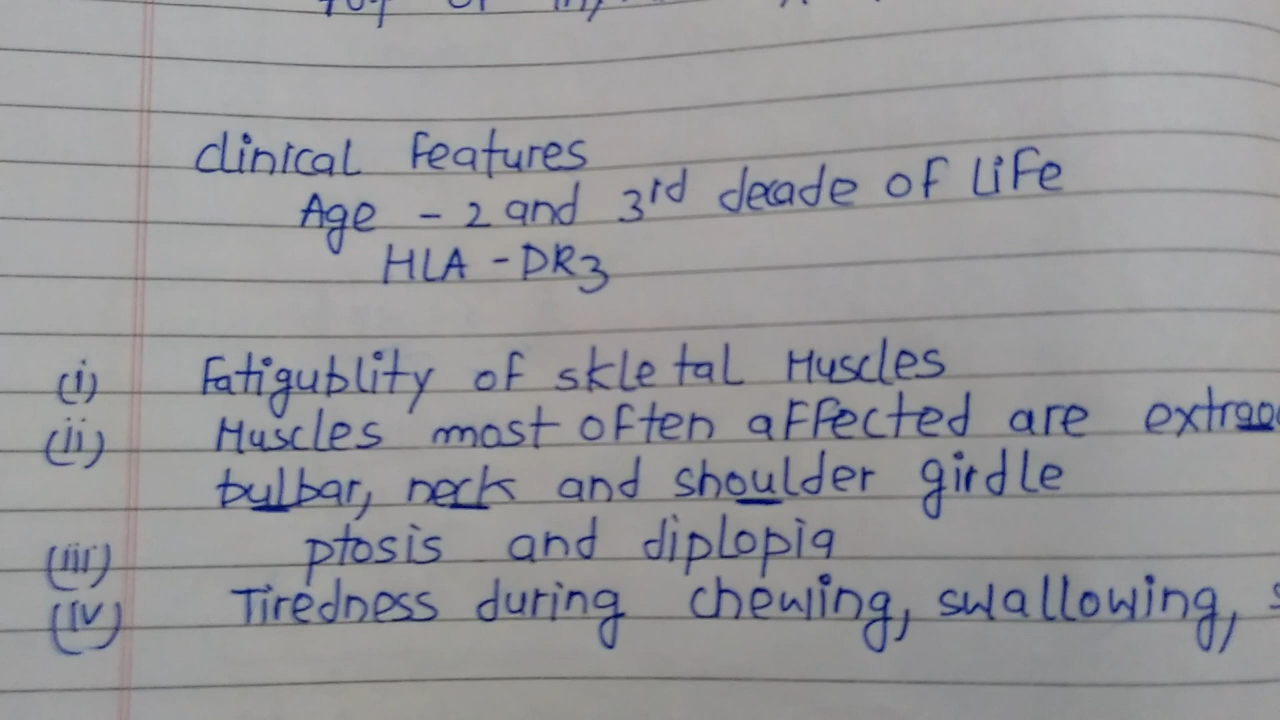 Clinical Features
Age - 2 and 3rd decade of Life
HLA - DR3
(i) Fatigublity of skletal Muscles
(ii) Muscles most often affected are
bulbar, neck and shoulder girdle
(iii) ptosis and diplopia
(iv) Tiredness during chewing, swallowing,